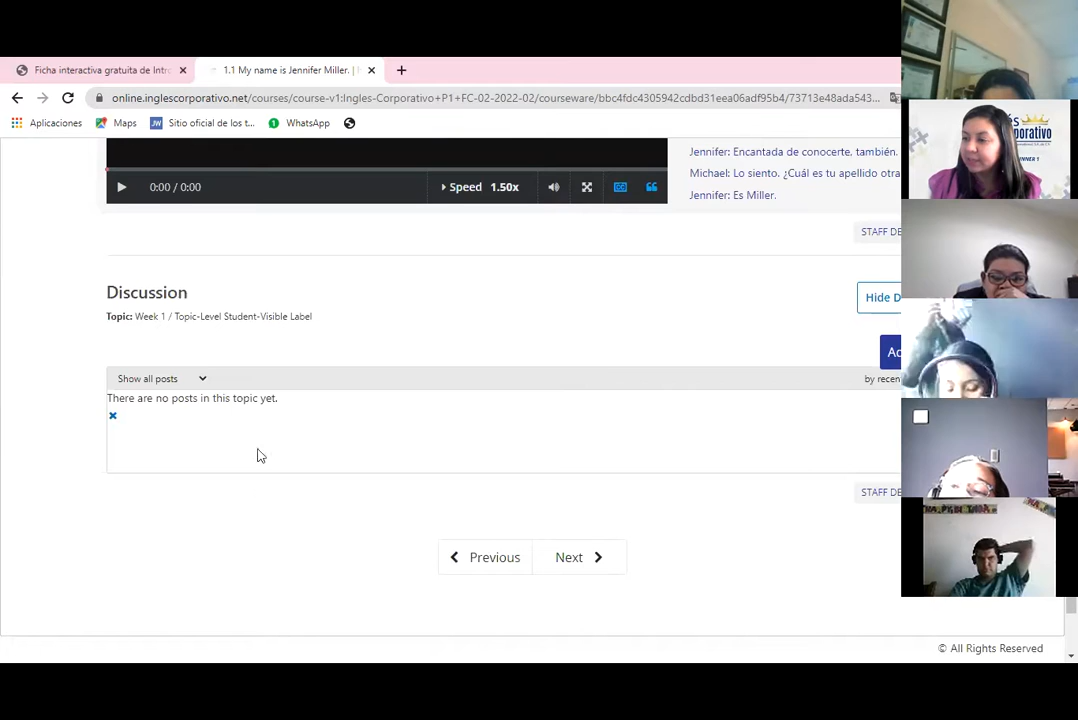 Ficha interactiva gratuita de Intro
1.1 My name is Jennifer Miller. |
online.inglescorporativo.net/courses/course-v1:Ingles-Corporativo+P1+FC-02-2022-02/courseware/bbc4fdc4305942cdbd31eea06adf95b4/73713e48ada543...
Aplicaciones
Maps
Sitio oficial de los t...
WhatsApp
Jennifer: Encantada de conocerte, también.
0:00 / 0:00
Speed 1.50x
Michael: Lo siento. ¿Cuál es tu apellido otra
Jennifer: Es Miller.
STAFF DE
Discussion
Hide D
Topic: Week 1 / Topic-Level Student-Visible Label
Ad
Show all posts
by recen
There are no posts in this topic yet.
STAFF DE
Previous
Next
© All Rights Reserved